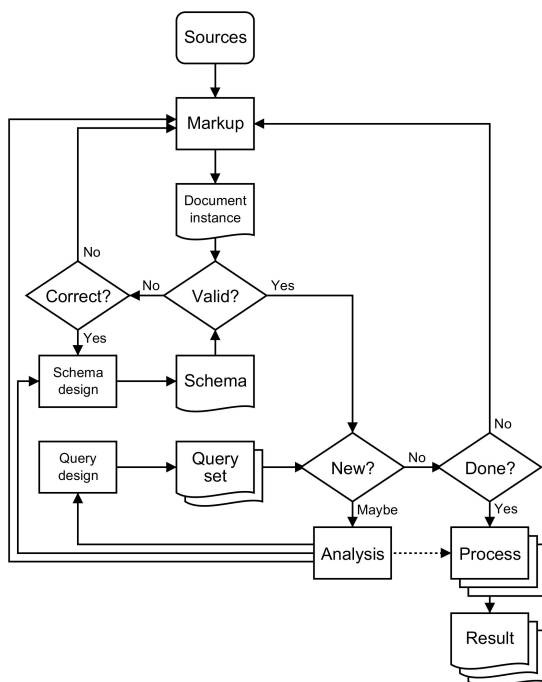 Sources
Markup
Document
instance
No
Correct?
No
Valid?
Yes
Yes
Schema
design
Schema
Query
design
Query
set
New?
No
Done?
No
Maybe
Yes
Analysis
Process
Result